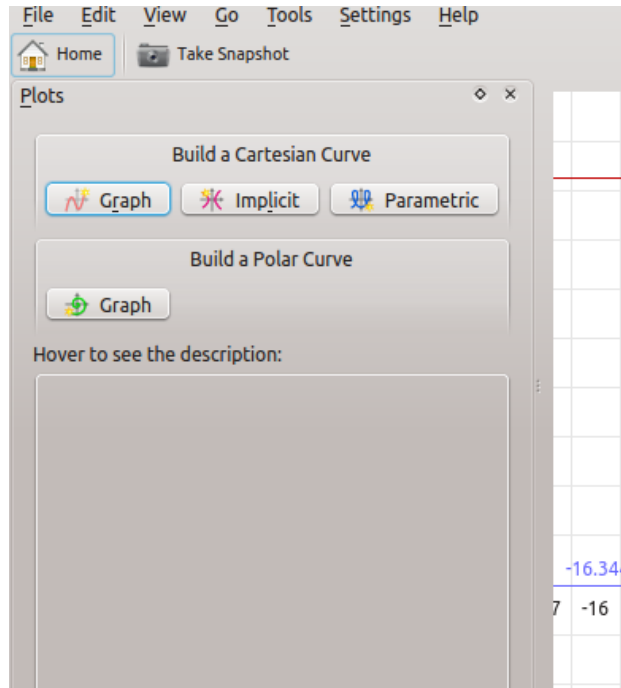 File Edit View Go Tools Settings Help
Home Take Snapshot
Plots
Build a Cartesian Curve
Graph Implicit Parametric
Build a Polar Curve
Graph
Hover to see the description:
-16.34
7 -16